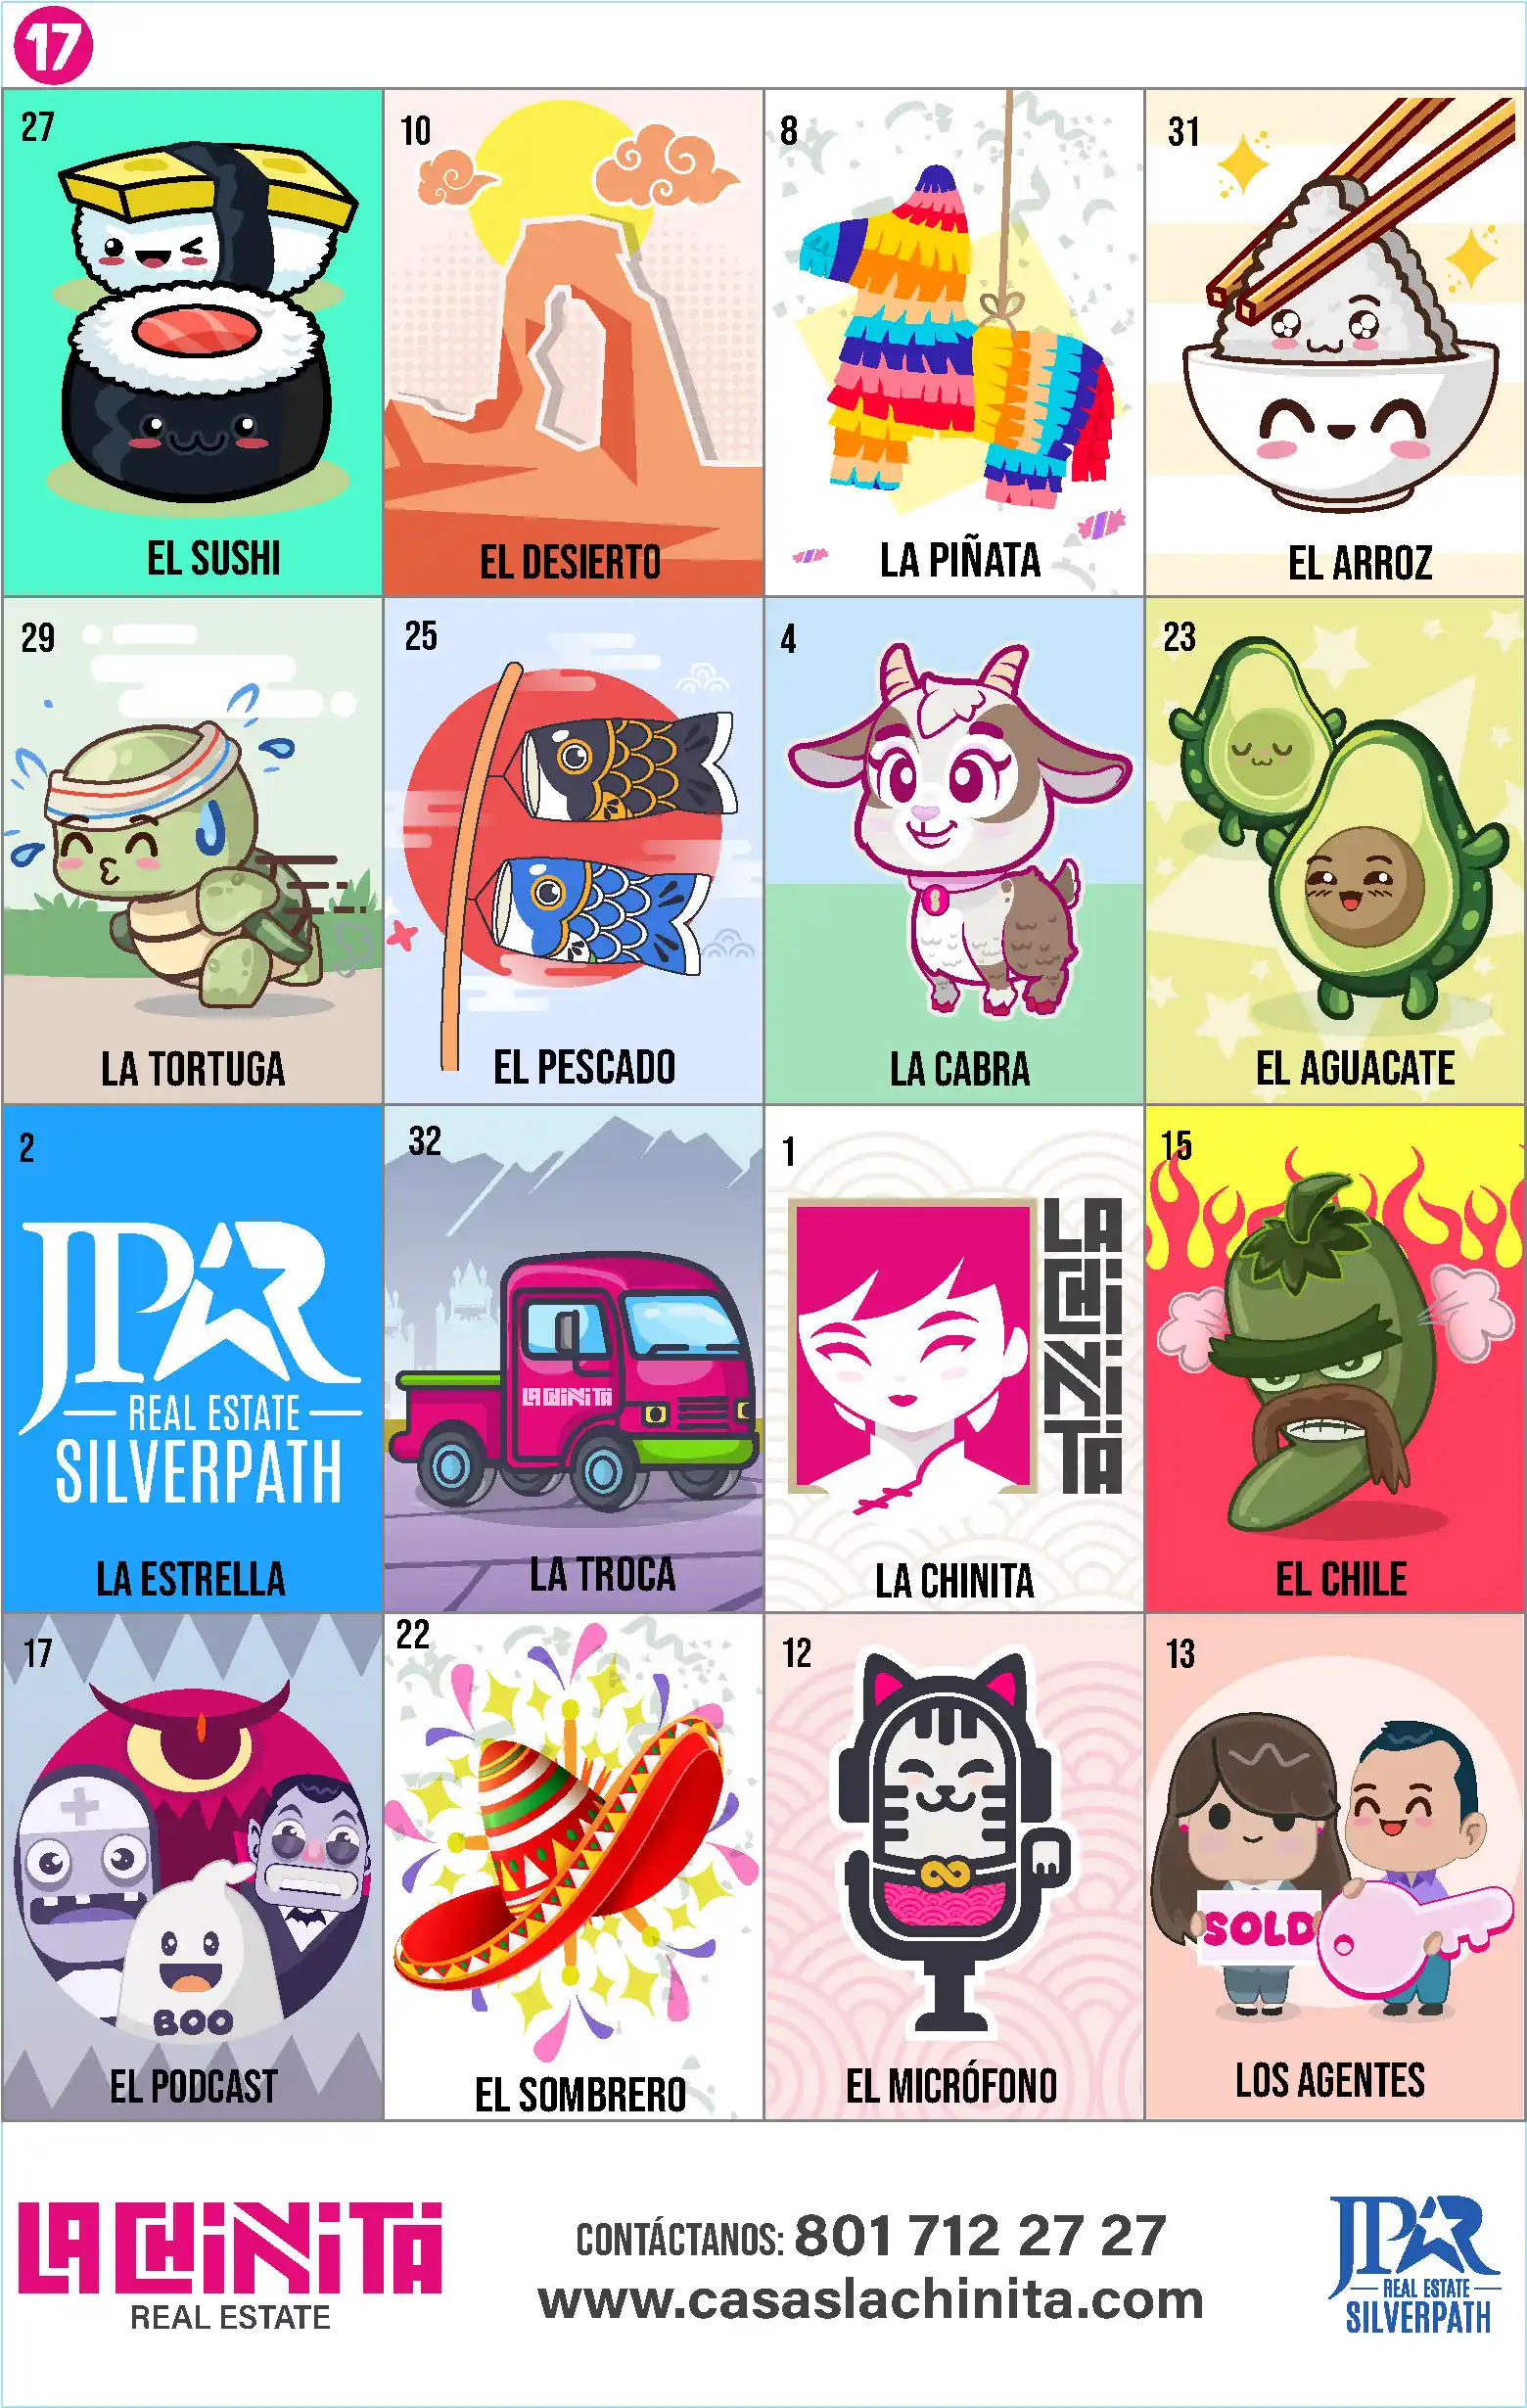 17
27
EL SUSHI
10
EL DESIERTO
8
LA PIÑATA
31
EL ARROZ
29
LA TORTUGA
25
EL PESCADO
4
LA CABRA
23
EL AGUACATE
2
JPAR
REAL ESTATE
SILVERPATH
LA ESTRELLA
32
LA CHINITA
LA TROCA
1
LA
CHI
NI
TA
LA CHINITA
15
EL CHILE
17
BOO
EL PODCAST
22
EL SOMBRERO
12
EL MICRÓFONO
13
SOLD
LOS AGENTES
LA CHINITA
REAL ESTATE
CONTÁCTANOS: 801 712 27 27
www.casaslachinita.com
JPAR
REAL ESTATE
SILVERPATH